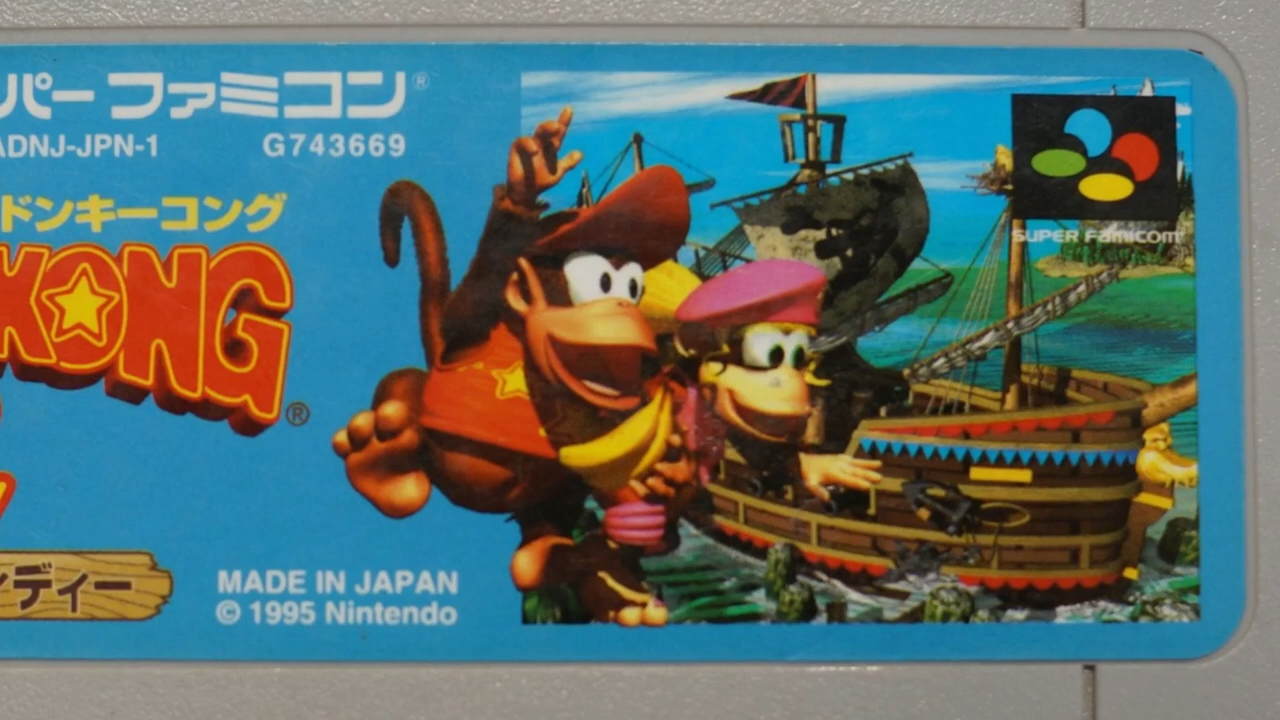 パー ファミコン®
ADNJ-JPN-1 G743669
ドンキーコング
KONG®
ンディー
MADE IN JAPAN
© 1995 Nintendo
SUPER FAMICOM